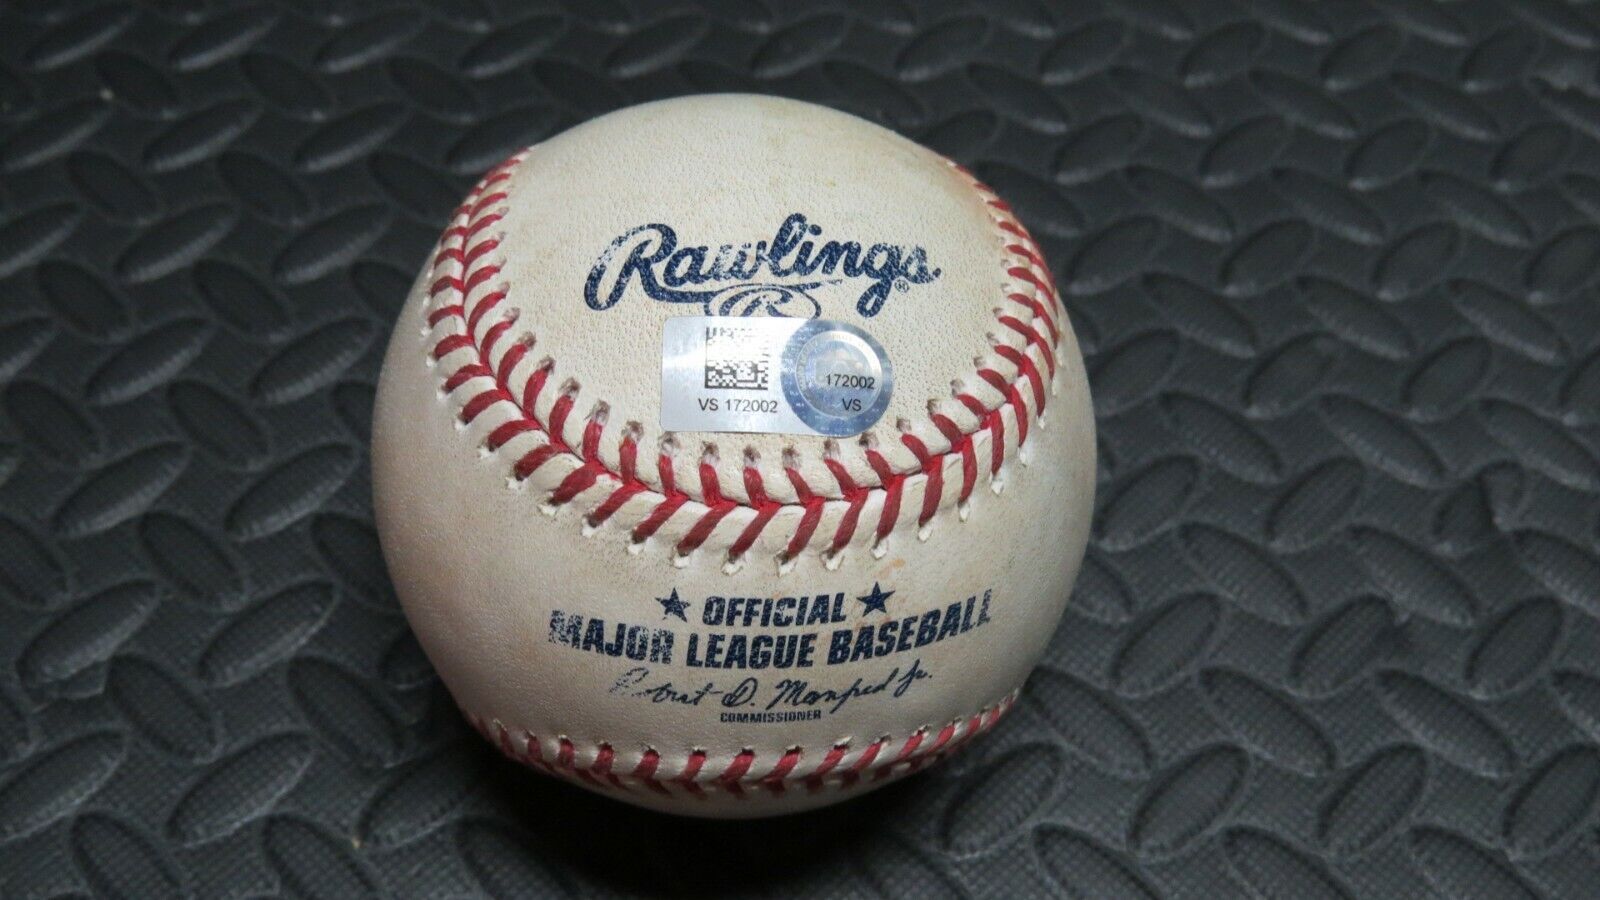 Rawlings®
R
VS 172002
172002
VS
★ OFFICIAL ★
MAJOR LEAGUE BASEBALL
Robert D. Manfred Jr.
COMMISSIONER